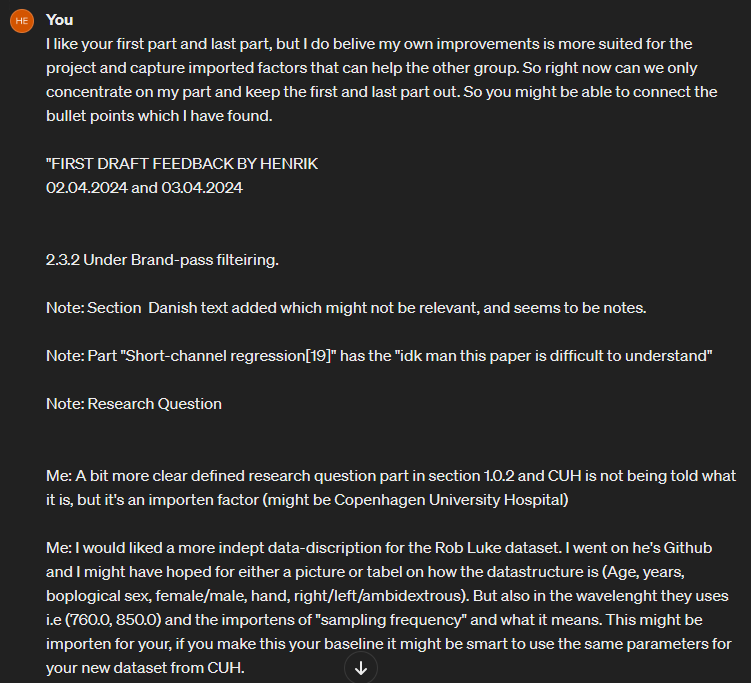 HE
You
I like your first part and last part, but I do belive my own improvements is more suited for the
project and capture imported factors that can help the other group. So right now can we only
concentrate on my part and keep the first and last part out. So you might be able to connect the
bullet points which I have found.
"FIRST DRAFT FEEDBACK BY HENRIK
02.04.2024 and 03.04.2024
2.3.2 Under Brand-pass filteiring.
Note: Section Danish text added which might not be relevant, and seems to be notes.
Note: Part "Short-channel regression[19]" has the "idk man this paper is difficult to understand"
Note: Research Question
Me: A bit more clear defined research question part in section 1.0.2 and CUH is not being told what
it is, but it's an importen factor (might be Copenhagen University Hospital)
Me: I would liked a more indept data-discription for the Rob Luke dataset. I went on he's Github
and I might have hoped for either a picture or tabel on how the datastructure is (Age, years,
boplogical sex, female/male, hand, right/left/ambidextrous). But also in the wavelenght they uses
i.e (760.0, 850.0) and the importens of "sampling frequency" and what it means. This might be
importen for your, if you make this your baseline it might be smart to use the same parameters for
your new dataset from CUH.